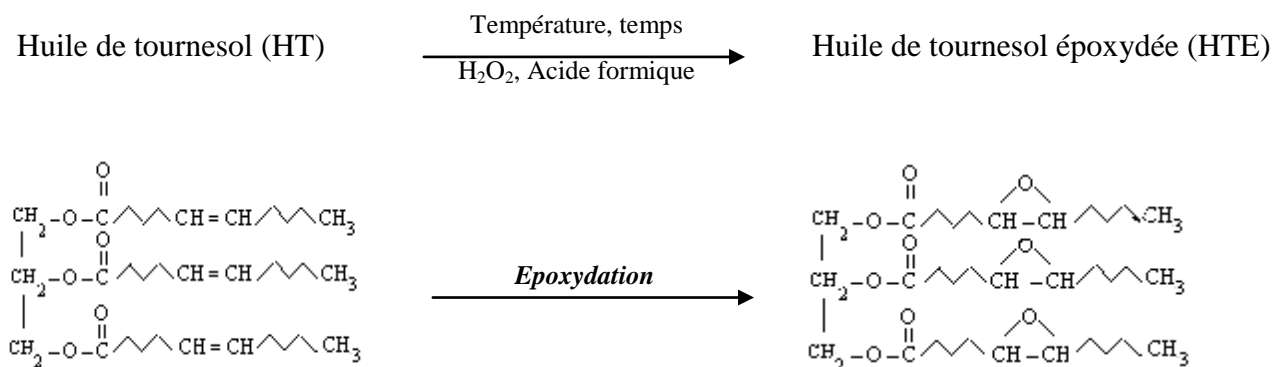 Huile de tournesol (HT)
Température, temps
H₂O₂, Acide formique
Huile de tournesol époxydée (HTE)
O
CH₂-O-C CH=CH CH₃
O
CH₂-O-C CH=CH CH₃
O
CH₂-O-C CH=CH CH₃
Epoxydation
O O
CH₂-O-C CH-CH CH₃
O O
CH₂-O-C CH-CH CH₃
O O
CH₂-O-C CH-CH CH₃